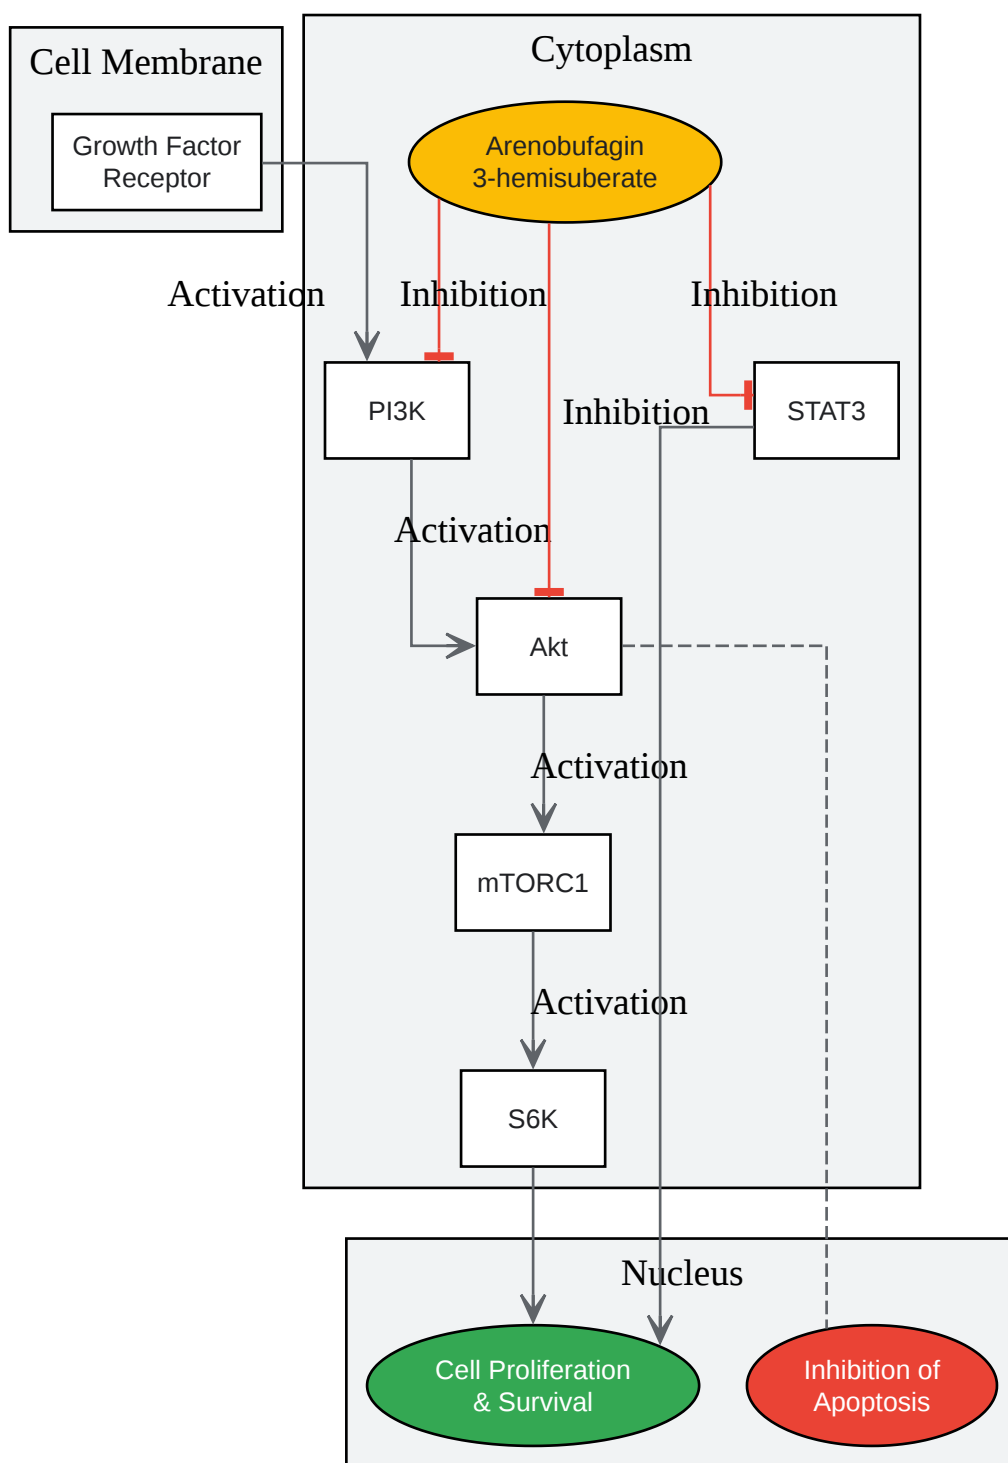 Cell Membrane
Growth Factor
Receptor
Cytoplasm
Arenobufagin
3-hemisuberate
Activation
Inhibition
Inhibition
PI3K
Inhibition
STAT3
Activation
Akt
Activation
mTORC1
Activation
S6K
Nucleus
Cell Proliferation
& Survival
Inhibition of
Apoptosis